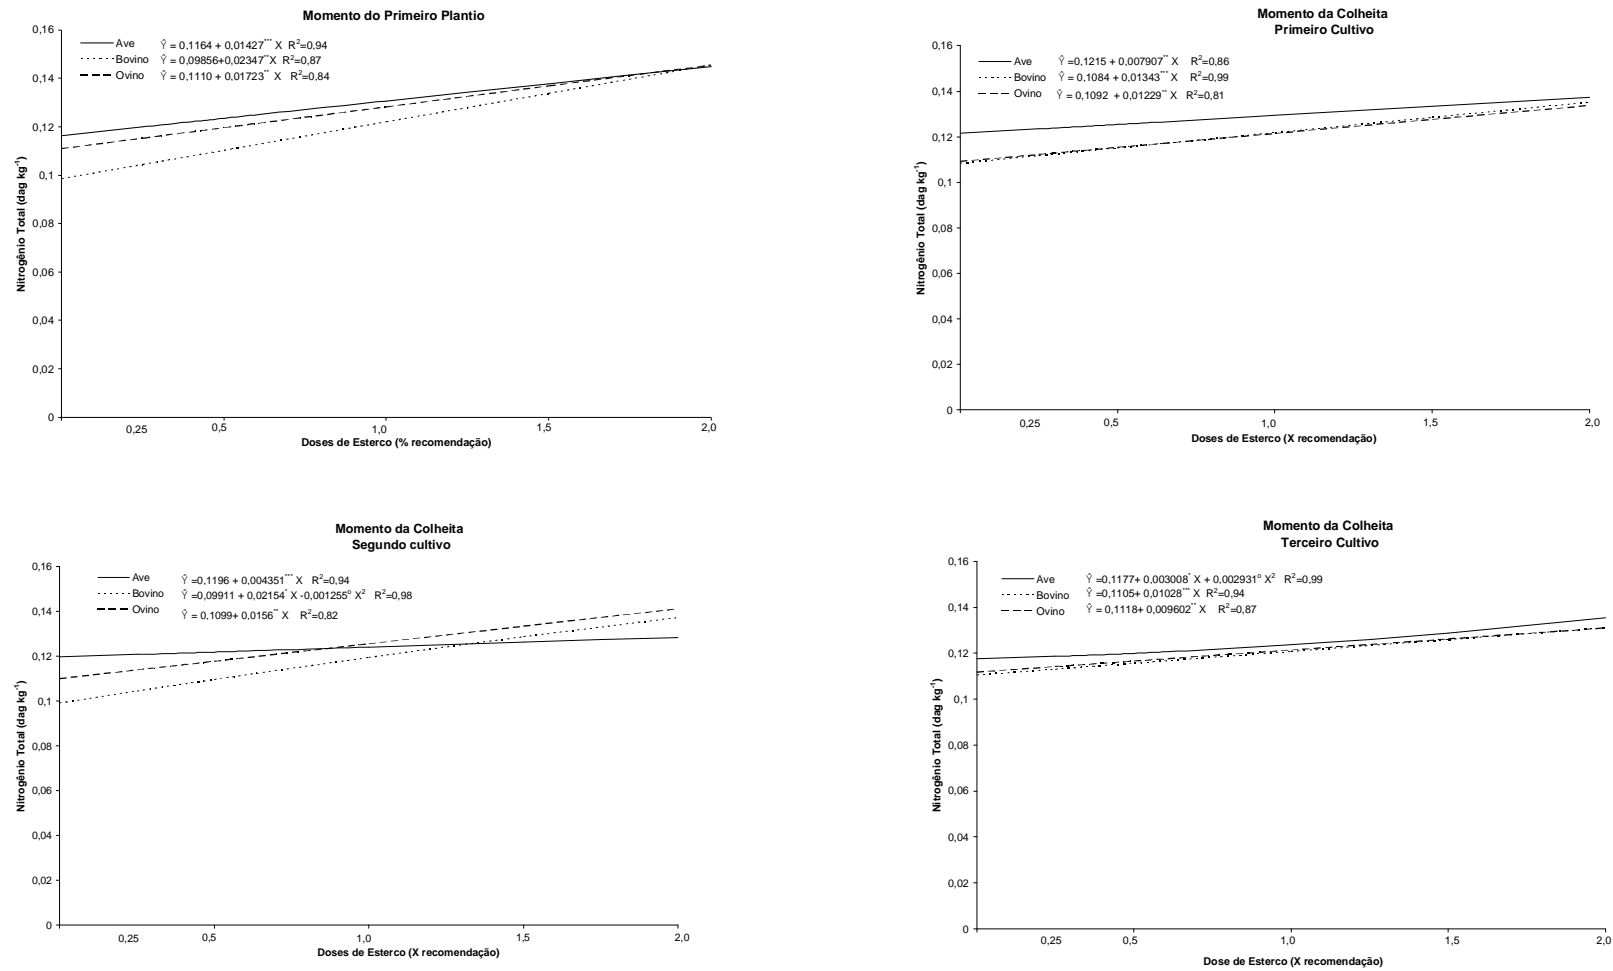 Momento do Primeiro Plantio
0,16
0,14
0,12
0,1
0,08
0,06
0,04
0,02
0
Nitrogênio Total (dag kg-1)
Ave Ŷ = 0,1164 + 0,01427*** X R2=0,94
Bovino Ŷ = 0,09856+0,02347** X R2=0,87
Ovino Ŷ = 0,1110 + 0,01723** X R2=0,84
0,25 0,5 1,0 1,5 2,0
Doses de Esterco (% recomendação)
Momento da Colheita
Primeiro Cultivo
0,16
0,14
0,12
0,1
0,08
0,06
0,04
0,02
0
Nitrogênio Total (dag kg-1)
Ave Ŷ =0,1215 + 0,007907** X R2=0,86
Bovino Ŷ = 0,1084 + 0,01343*** X R2=0,99
Ovino Ŷ = 0,1092 + 0,01229** X R2=0,81
0,25 0,5 1,0 1,5 2,0
Doses de Esterco (X recomendação)
Momento da Colheita
Segundo cultivo
0,16
0,14
0,12
0,1
0,08
0,06
0,04
0,02
0
Nitrogênio Total (dag kg-1)
Ave Ŷ =0,1196 + 0,004351*** X R2=0,94
Bovino Ŷ =0,09911 + 0,02154* X -0,001255o X2 R2=0,98
Ovino Ŷ = 0,1099+ 0,0156** X R2=0,82
0,25 0,5 1,0 1,5 2,0
Doses de Esterco (X recomendação)
Momento da Colheita
Terceiro Cultivo
0,16
0,14
0,12
0,1
0,08
0,06
0,04
0,02
0
Nitrogênio Total (dag kg-1)
Ave Ŷ =0,1177+ 0,003008* X + 0,002931o X2 R2=0,99
Bovino Ŷ =0,1105+ 0,01028*** X R2=0,94
Ovino Ŷ = 0,1118+ 0,009602** X R2=0,87
0,25 0,5 1,0 1,5 2,0
Dose de Esterco (X recomendação)